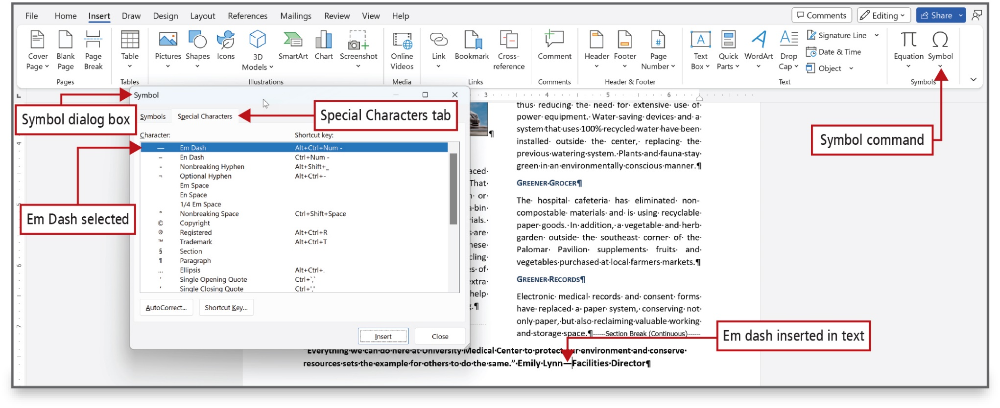 File Home Insert Draw Design Layout References Mailings Review View Help Comments Editing Share
Cover Page Blank Page Page Break Table Pictures Shapes Icons 3D Models SmartArt Chart Screenshot Online Videos Link Bookmark Cross-reference Comment Header Footer Page Number Text Box Quick Parts WordArt Drop Cap Signature Line Date & Time Object Equation Symbol
Pages Tables Illustrations Media Links Comments Header & Footer Text Symbols
Symbol
Symbol dialog box
Symbols Special Characters
Special Characters tab
Character: Shortcut key:
— Em Dash Alt+Ctrl+Num -
– En Dash Ctrl+Num -
- Nonbreaking Hyphen Alt+Shift+_
¬ Optional Hyphen Alt+Ctrl+-
Em Space
En Space
1/4 Em Space
° Nonbreaking Space Ctrl+Shift+Space
© Copyright
® Registered Alt+Ctrl+R
™ Trademark Alt+Ctrl+T
§ Section
¶ Paragraph
… Ellipsis Alt+Ctrl+.
‘ Single Opening Quote Ctrl+`,`
’ Single Closing Quote Ctrl+','
Em Dash selected
AutoCorrect... Shortcut Key...
Insert Close
3 4 5 6
4
5
6
7
¶
aced
That
or
bin
ials.
are
hese
cling
es of
extra
help
g.¶
thus reducing the need for extensive use of
power equipment. Water-saving devices and a
system that uses 100% recycled water have been
installed outside the center, replacing the
previous watering system. Plants and fauna stay
green in an environmentally conscious manner.¶
Greener Grocer¶
The hospital cafeteria has eliminated non-
compostable materials and is using recyclable
paper goods. In addition, a vegetable and herb
garden outside the southeast corner of the
Palomar Pavilion supplements fruits and
vegetables purchased at local farmers markets.¶
Greener Records¶
Electronic medical records and consent forms
have replaced a paper system, conserving not
only paper, but also reclaiming valuable working
and storage space.¶ Section Break (Continuous)
"Everything we can do here at University Medical Center to protect ur environment and conserve
resources sets the example for others to do the same.” Emily Lynn—Facilities Director¶
Symbol command
Em dash inserted in text